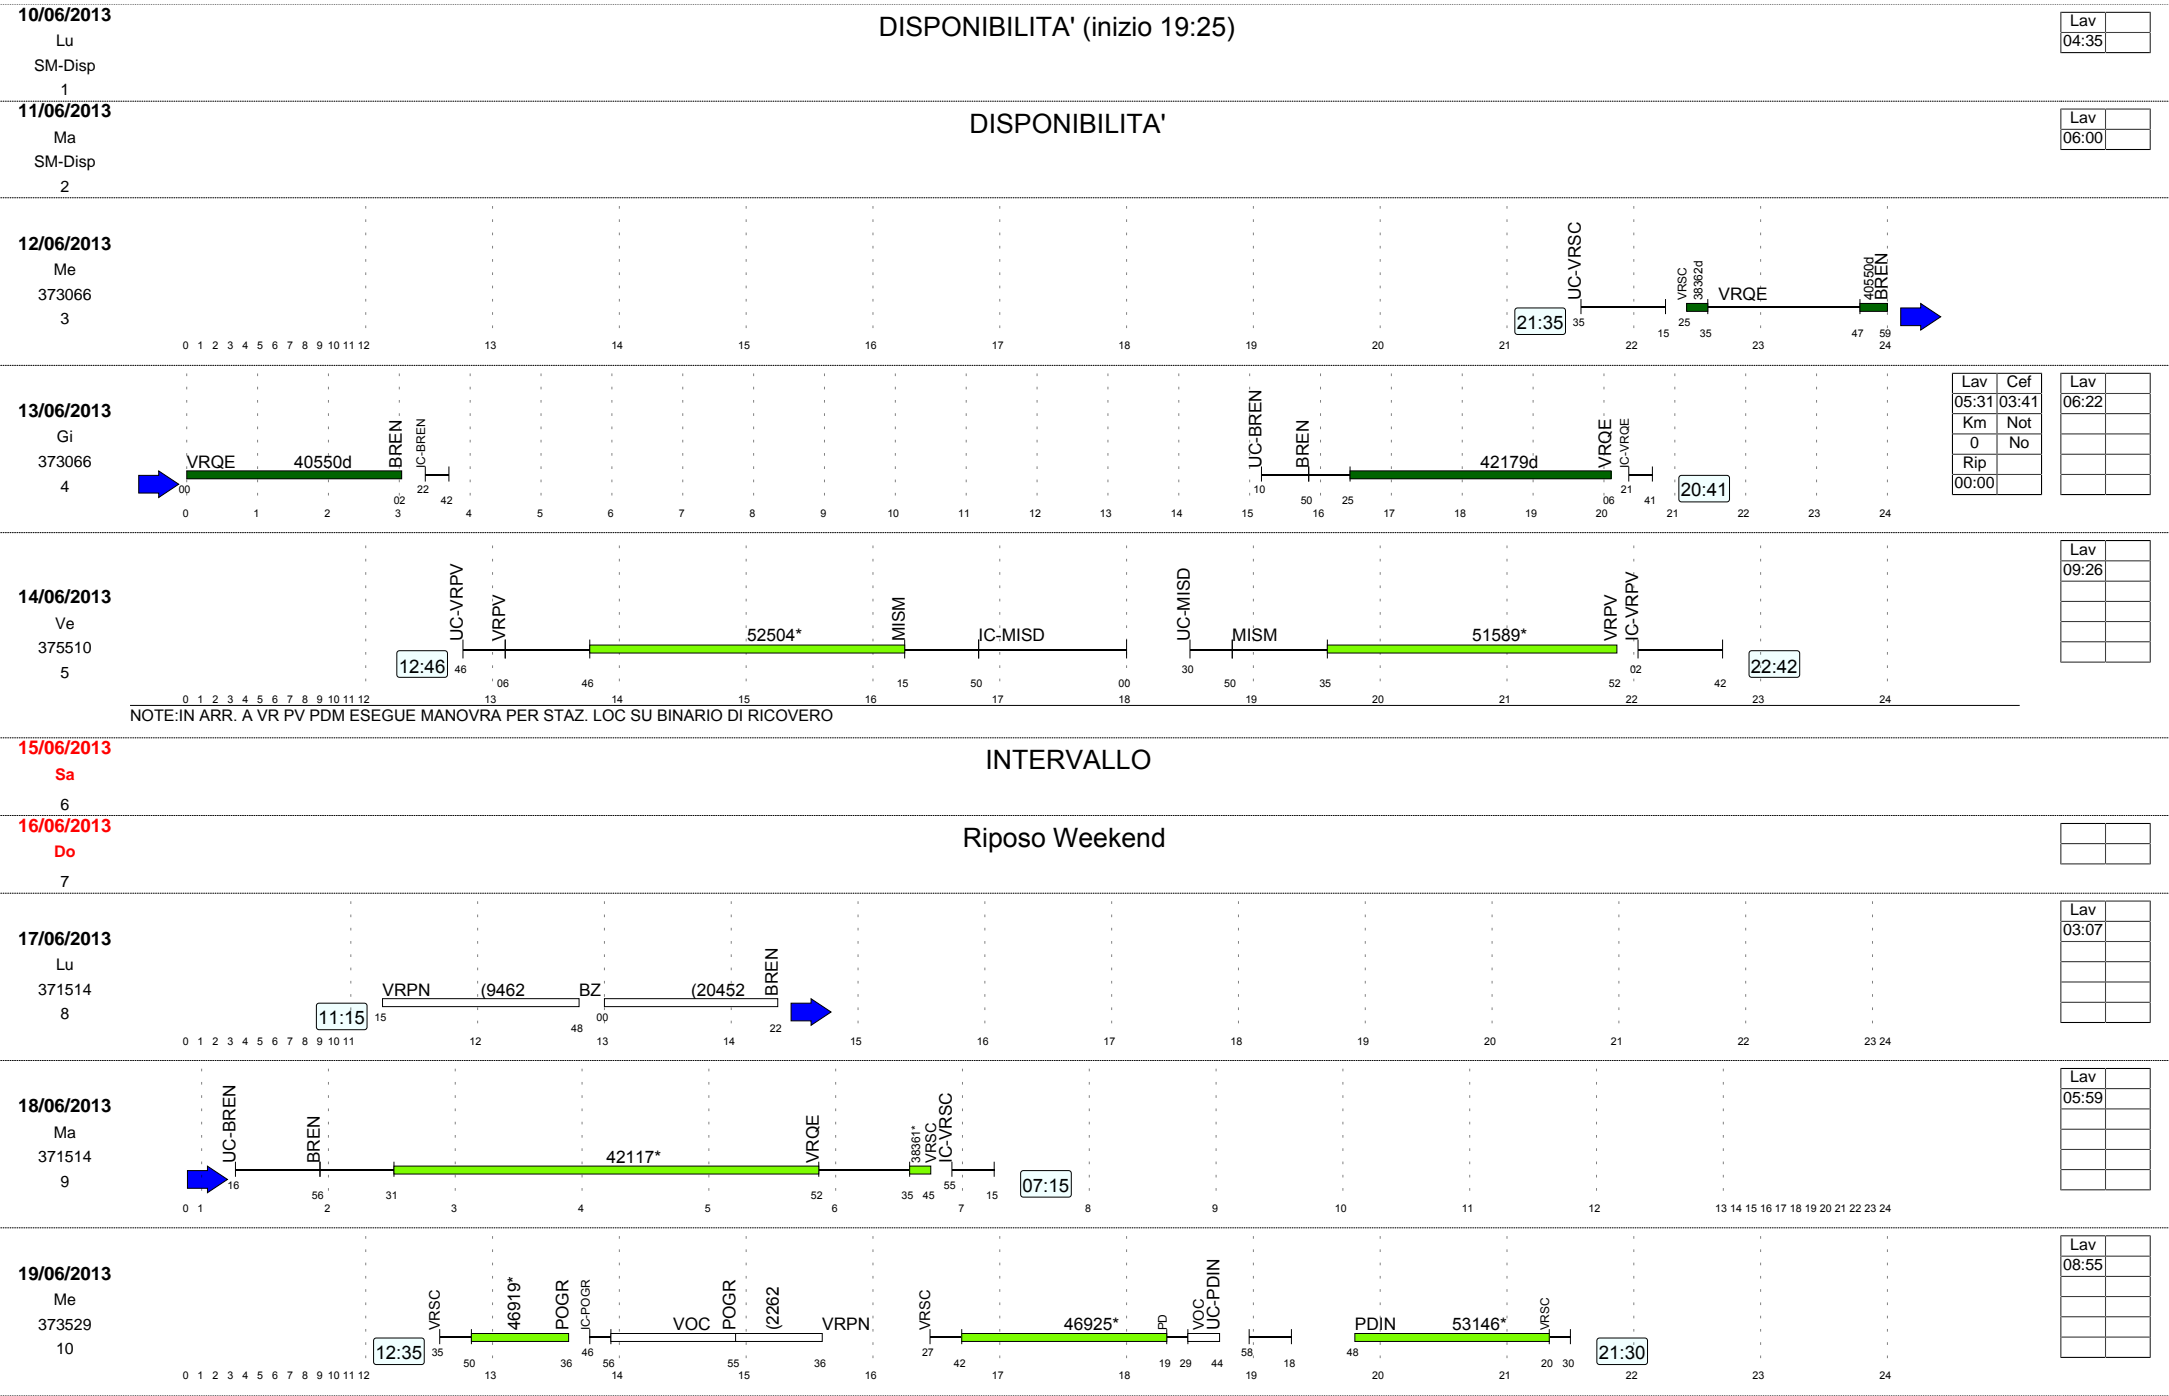 10/06/2013
Lu
SM-Disp
1
DISPONIBILITA' (inizio 19:25)
Lav
04:35
11/06/2013
Ma
SM-Disp
2
DISPONIBILITA'
Lav
06:00
12/06/2013
Me
373066
3
21:35
UC-VRSC
VRSC
38362d
VRQE
40550d
BREN
35 15 25 35 47 59
0 1 2 3 4 5 6 7 8 9 10 11 12 13 14 15 16 17 18 19 20 21 22 23 24
13/06/2013
Gi
373066
4
VRQE 40550d BREN IC-BREN
UC-BREN BREN 42179d VRQE IC-VRQE
00 02 22 42 10 50 25 06 21 41
20:41
0 1 2 3 4 5 6 7 8 9 10 11 12 13 14 15 16 17 18 19 20 21 22 23 24
Lav Cef
05:31 03:41
Km Not
0 No
Rip
00:00
Lav
06:22
14/06/2013
Ve
375510
5
12:46
UC-VRPV VRPV 52504* MISM IC-MISD
UC-MISD MISM 51589* VRPV IC-VRPV
46 06 46 15 50 00 30 50 35 52 02 42
22:42
0 1 2 3 4 5 6 7 8 9 10 11 12 13 14 15 16 17 18 19 20 21 22 23 24
Lav
09:26
NOTE:IN ARR. A VR PV PDM ESEGUE MANOVRA PER STAZ. LOC SU BINARIO DI RICOVERO
15/06/2013
Sa
6
INTERVALLO
16/06/2013
Do
7
Riposo Weekend
17/06/2013
Lu
371514
8
11:15
VRPN (9462 BZ (20452 BREN
15 48 00 22
0 1 2 3 4 5 6 7 8 9 10 11 12 13 14 15 16 17 18 19 20 21 22 23 24
Lav
03:07
18/06/2013
Ma
371514
9
UC-BREN BREN 42117* VRQE 38361* VRSC IC-VRSC
16 56 31 52 35 45 55 15
07:15
0 1 2 3 4 5 6 7 8 9 10 11 12 13 14 15 16 17 18 19 20 21 22 23 24
Lav
05:59
19/06/2013
Me
373529
10
12:35
VRSC 46919* POGR IC-POGR VOC POGR (2262 VRPN
VRSC 46925* PD VOC UC-PDIN PDIN 53146* VRSC
35 50 36 46 56 55 36 27 42 19 29 44 58 18 48 20 30
21:30
0 1 2 3 4 5 6 7 8 9 10 11 12 13 14 15 16 17 18 19 20 21 22 23 24
Lav
08:55